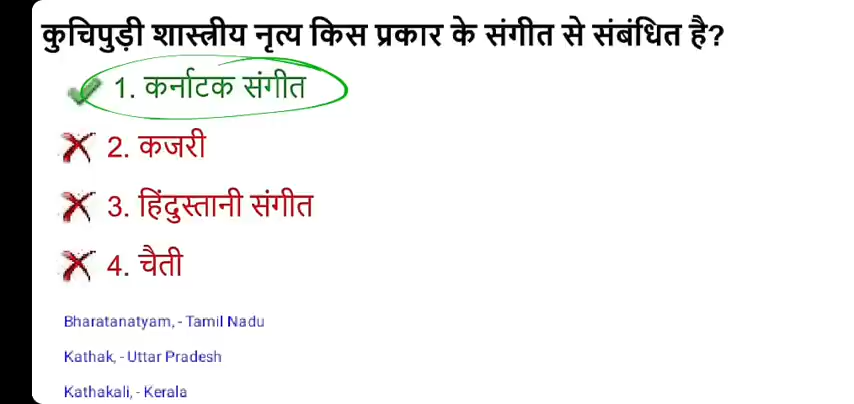 कुचिपुड़ी शास्त्रीय नृत्य किस प्रकार के संगीत से संबंधित है?
1. कर्नाटक संगीत
2. कजरी
3. हिंदुस्तानी संगीत
4. चैती
Bharatanatyam, - Tamil Nadu
Kathak, - Uttar Pradesh
Kathakali, - Kerala